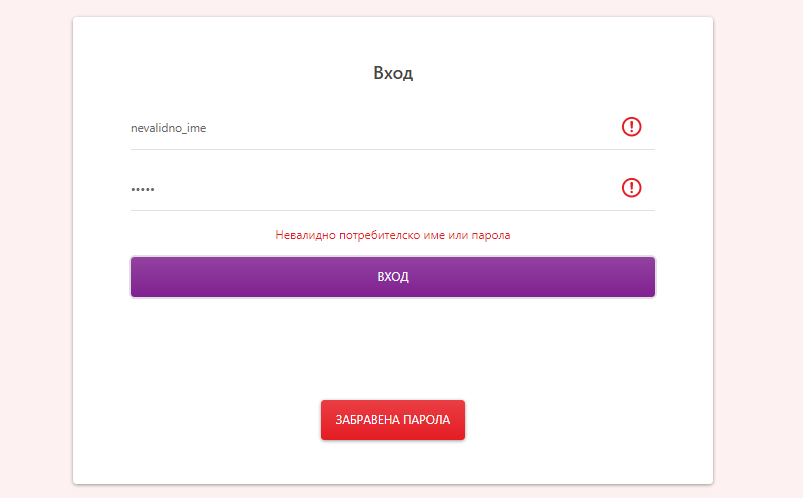 Вход
nevalidno_ime
•••••
Невалидно потребителско име или парола
ВХОД
ЗАБРАВЕНА ПАРОЛА